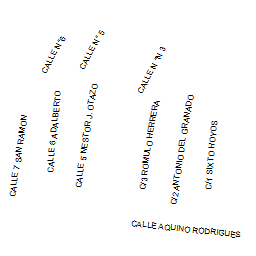 CALLE N°6
CALLE N° 5
CALLE N °N 3
CALLE 7 SAN RAMON
CALLE 6 ADALBERTO
CALLE 5 NESTOR J. OTAZO
C/3 ROMULO HERRERA
C/2 ANTONIO DEL GRANADO
C/1 SIXTO HOYOS
CALLE AQUINO RODRIGUES